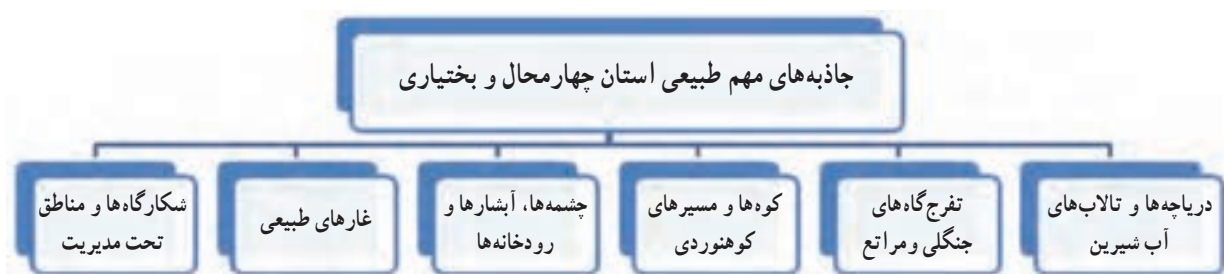 جاذبه‌های مهم طبیعی استان چهارمحال و بختیاری
دریاچه‌ها و تالاب‌های
آب شیرین
تفرج‌گاه‌های
جنگلی ومراتع
کوه‌ها و مسیرهای
کوهنوردی
چشمه‌ها، آبشارها و
رودخانه‌ها
غارهای طبیعی
شکارگاه‌ها و مناطق
تحت مدیریت